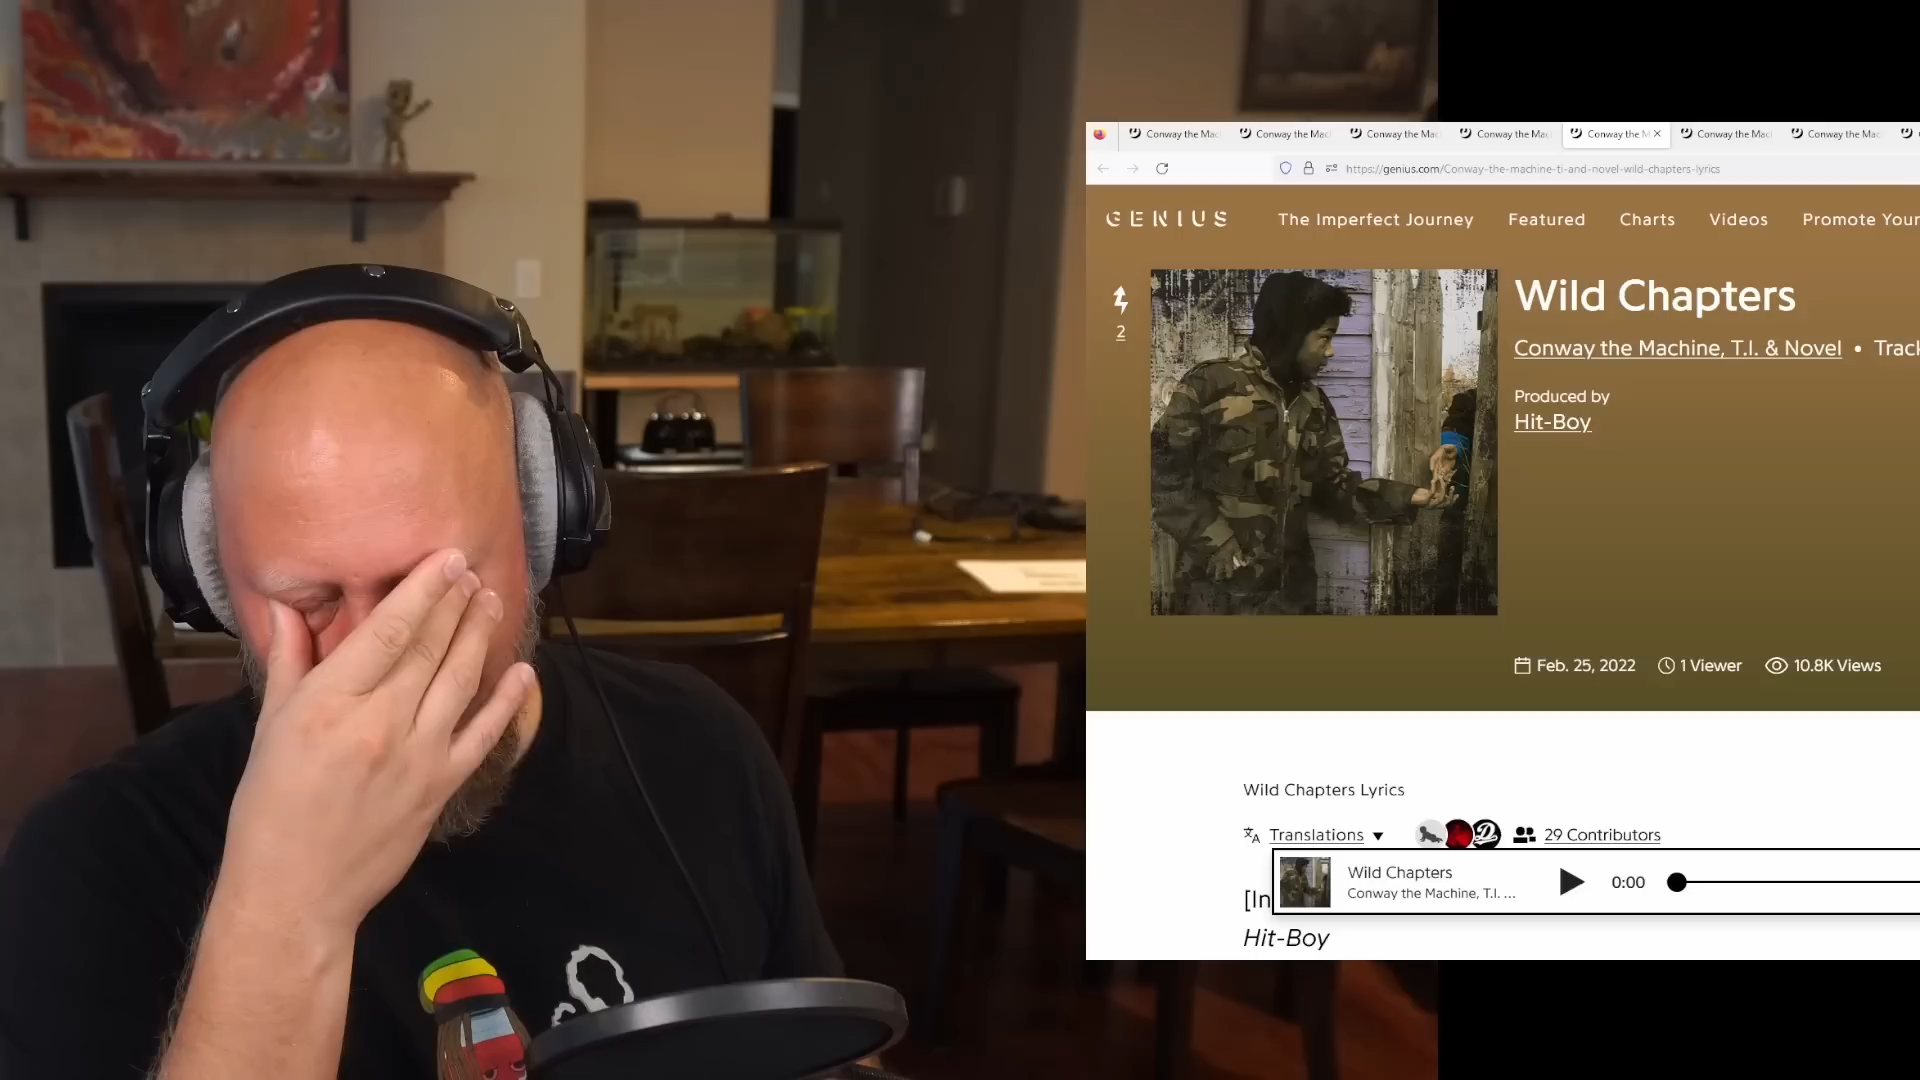 Conway the Mac
Conway the Mac
Conway the Mac
Conway the Mac
Conway the M
Conway the Mac
Conway the Mac
https://genius.com/Conway-the-machine-ti-and-novel-wild-chapters-lyrics
GENIUS
The Imperfect Journey
Featured
Charts
Videos
Promote Your
2
Wild Chapters
Conway the Machine, T.I. & Novel • Track
Produced by
Hit-Boy
Feb. 25, 2022
1 Viewer
10.8K Views
Wild Chapters Lyrics
Translations
29 Contributors
Wild Chapters
Conway the Machine, T.I. ...
0:00
[In
Hit-Boy